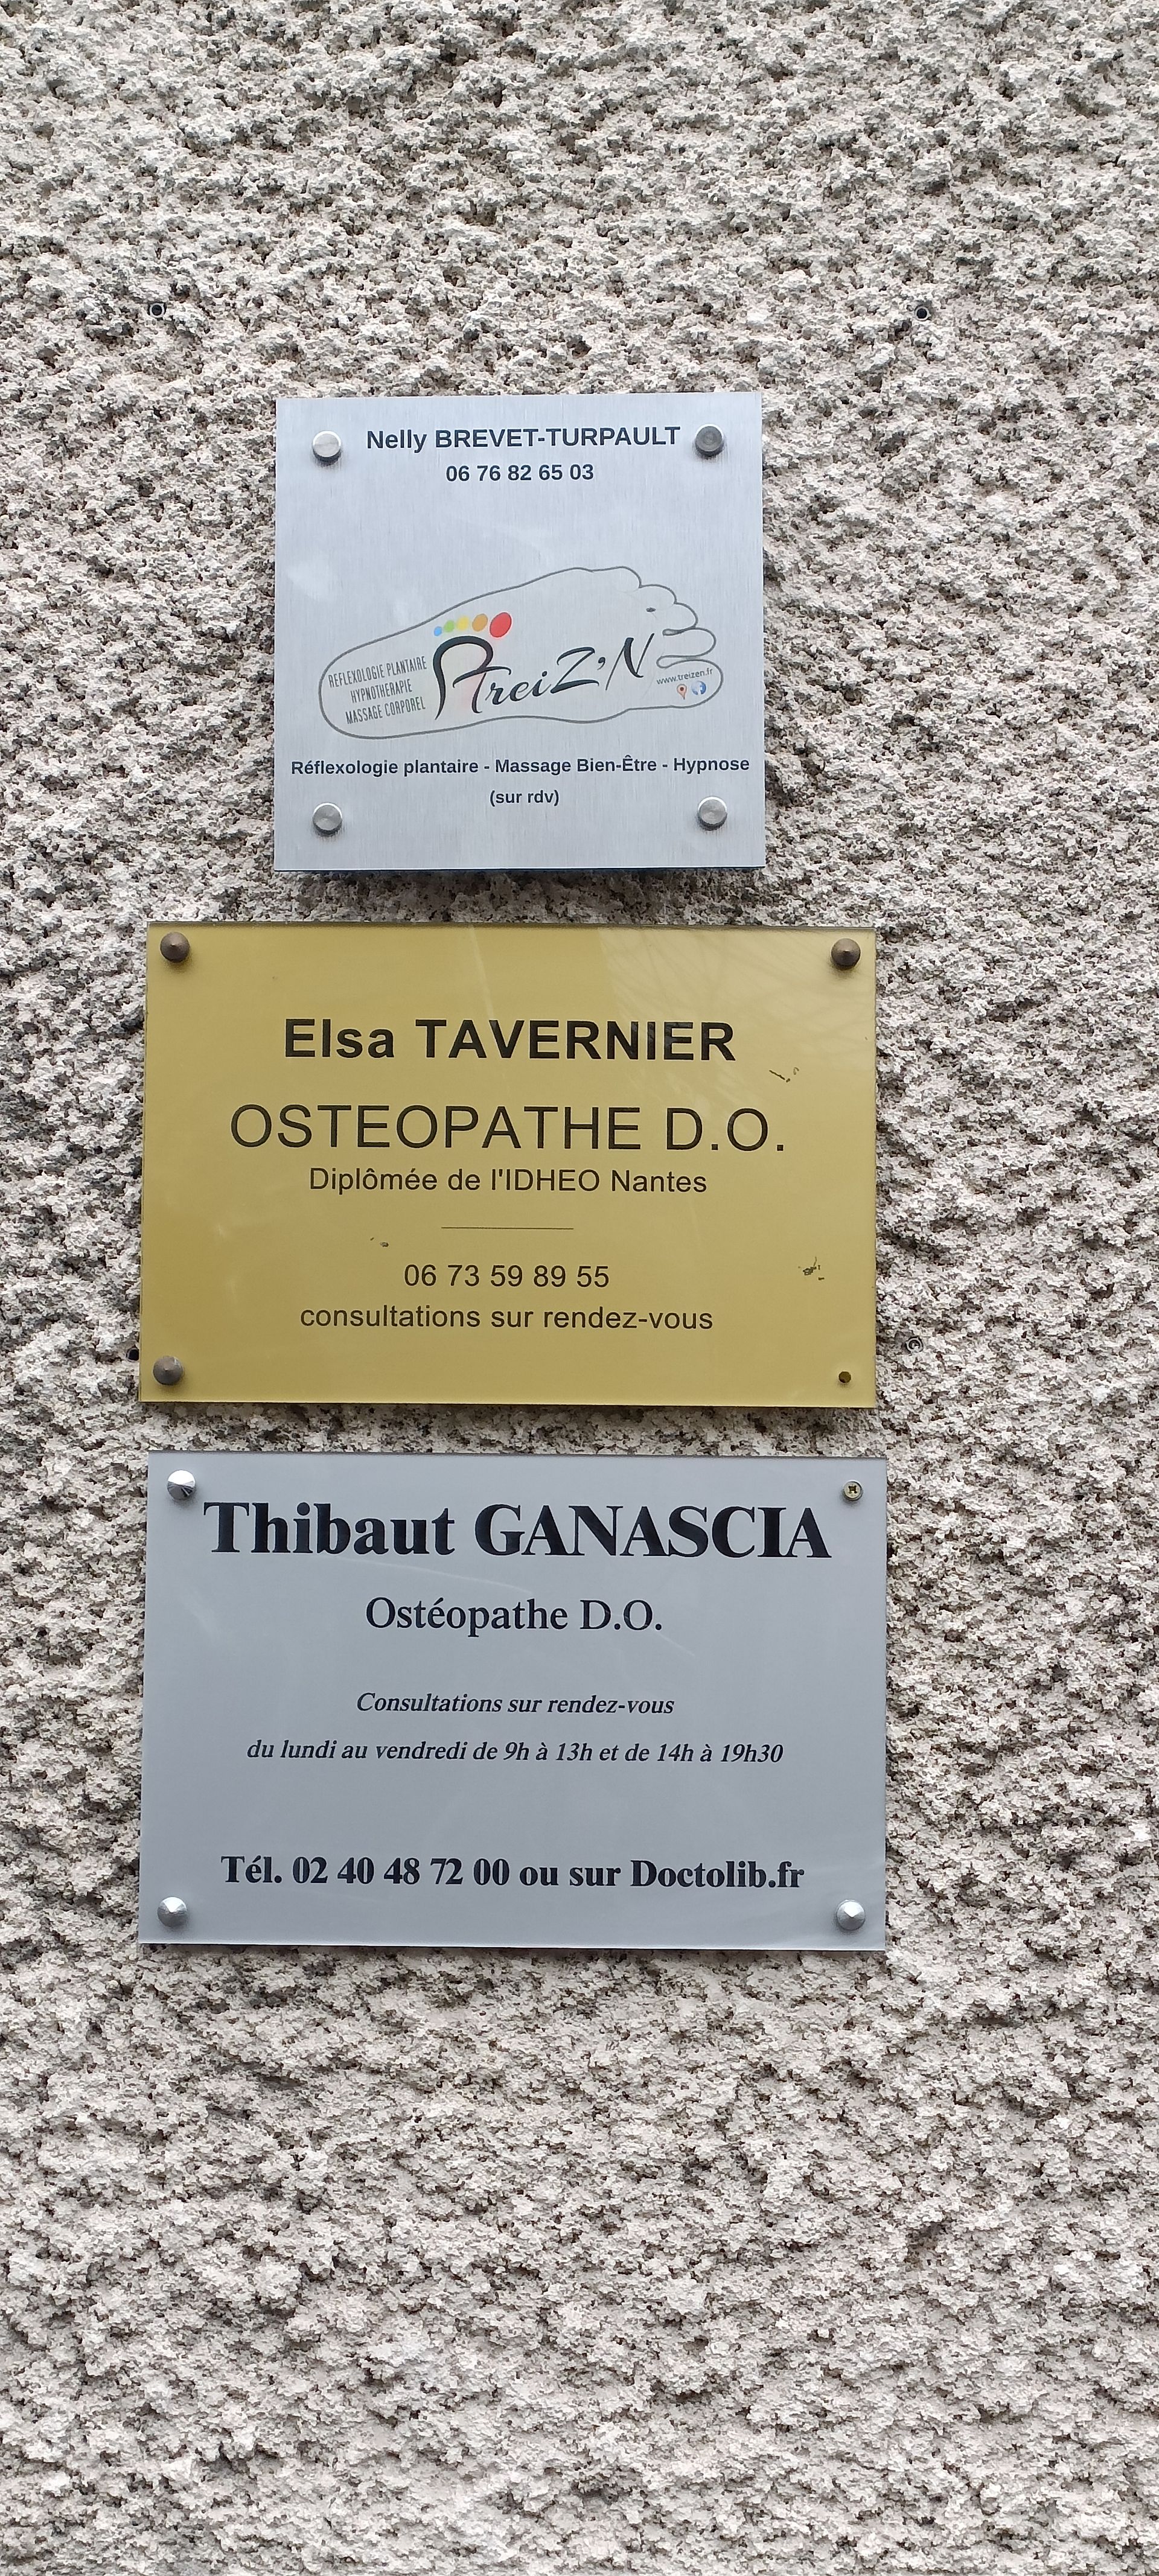 Nelly BREVET-TURPAULT
06 76 82 65 03
REFLEXOLOGIE PLANTAIRE
HYPNOTHERAPIE
MASSAGE CORPOREL
AtreiZ'N
www.treizen.fr
Réflexologie plantaire - Massage Bien-Être - Hypnose
(sur rdv)
Elsa TAVERNIER
OSTEOPATHE D.O.
Diplômée de l'IDHEO Nantes
06 73 59 89 55
consultations sur rendez-vous
Thibaut GANASCIA
Ostéopathe D.O.
Consultations sur rendez-vous
du lundi au vendredi de 9h à 13h et de 14h à 19h30
Tél. 02 40 48 72 00 ou sur Doctolib.fr